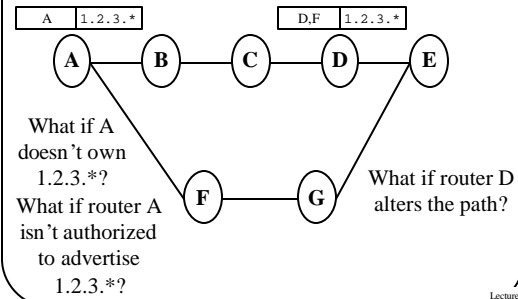 A 1.2.3.*
D,F 1.2.3.*
A B C D E
What if A
doesn't own
1.2.3.*?
What if router A
isn't authorized
to advertise
1.2.3.*?
F G
What if router D
alters the path?
Lecture